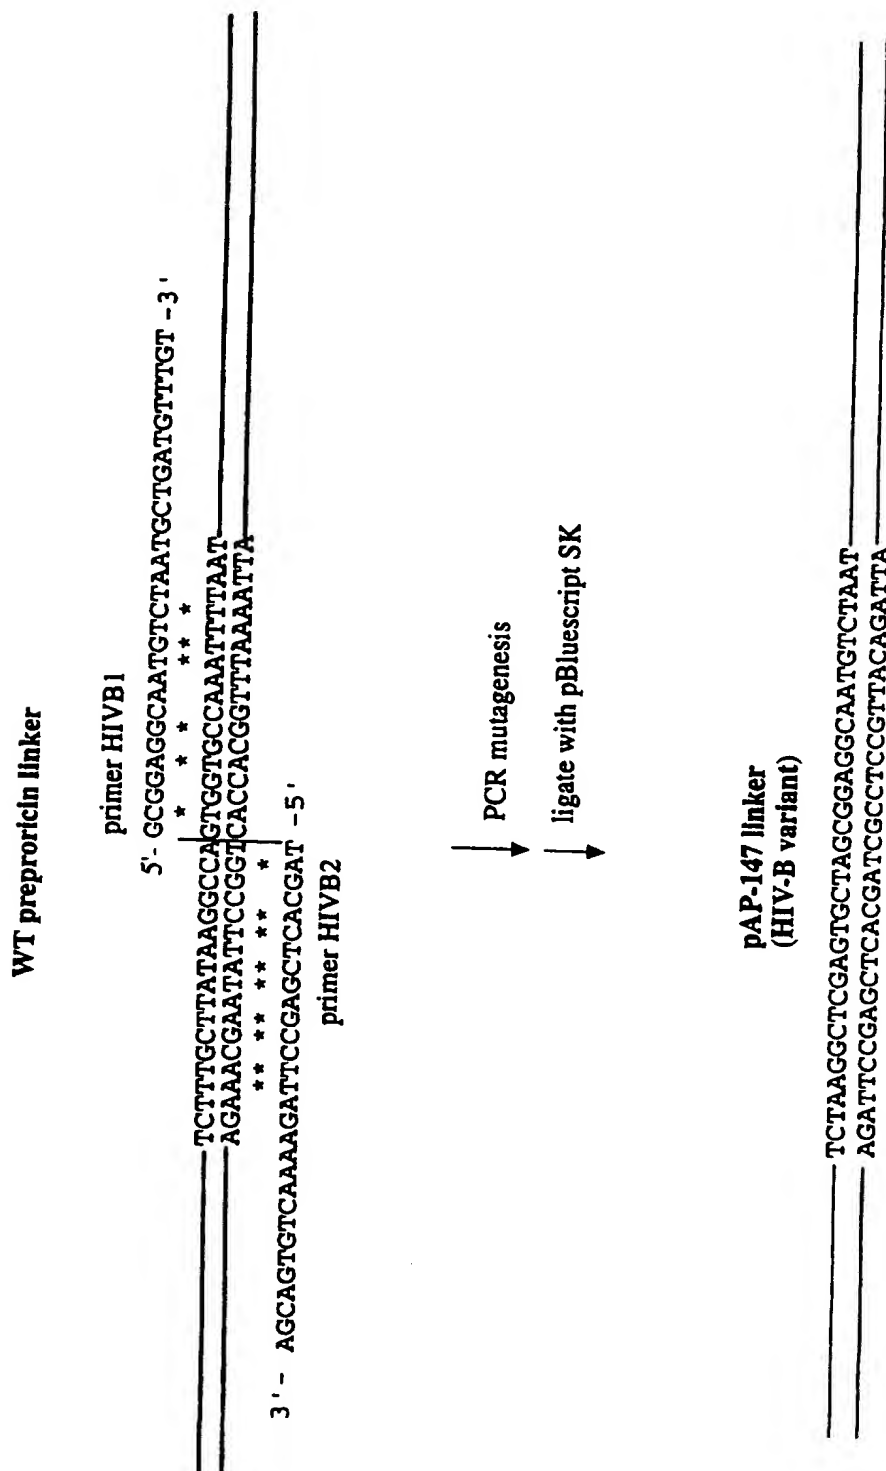 WT preproricin linker
primer HIVB1
5'- GCGGAGGCAATGTCTAATGCTGATGTTTGT -3'
* * * ** *
TCTTTGCTTATAAGGCCAGTGGTGCCAAATTTTAAT
AGAAACGAATATTCCGGTCACCACGGTTTAAAATTA
** ** ** ** *
3'- AGCAGTGTCAAAAGATTCCGAGCTCACGAT -5'
primer HIVB2
PCR mutagenesis
ligate with pBluescript SK
pAP-147 linker
(HIV-B variant)
TCTAAGGCTCGAGTGCTAGCGGAGGCAATGTCTAAT
AGATTCCGAGCTCACGATCGCCTCCGTTACAGATTA